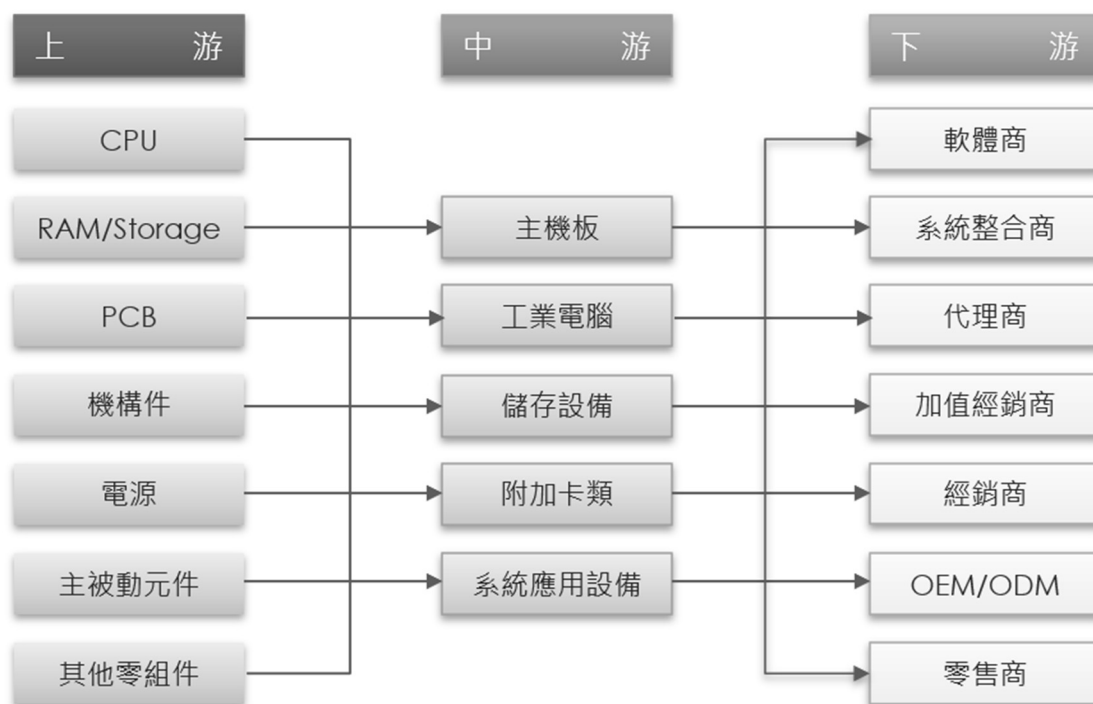 上 游
中 游
下 游
CPU
RAM/Storage
PCB
機構件
電源
主被動元件
其他零組件
主機板
工業電腦
儲存設備
附加卡類
系統應用設備
軟體商
系統整合商
代理商
加值經銷商
經銷商
OEM/ODM
零售商